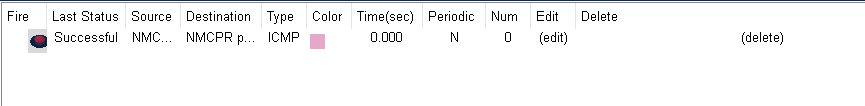 Fire Last Status Source Destination Type Color Time(sec) Periodic Num Edit Delete
Successful NMC... NMCPR p... ICMP 0.000 N 0 (edit) (delete)